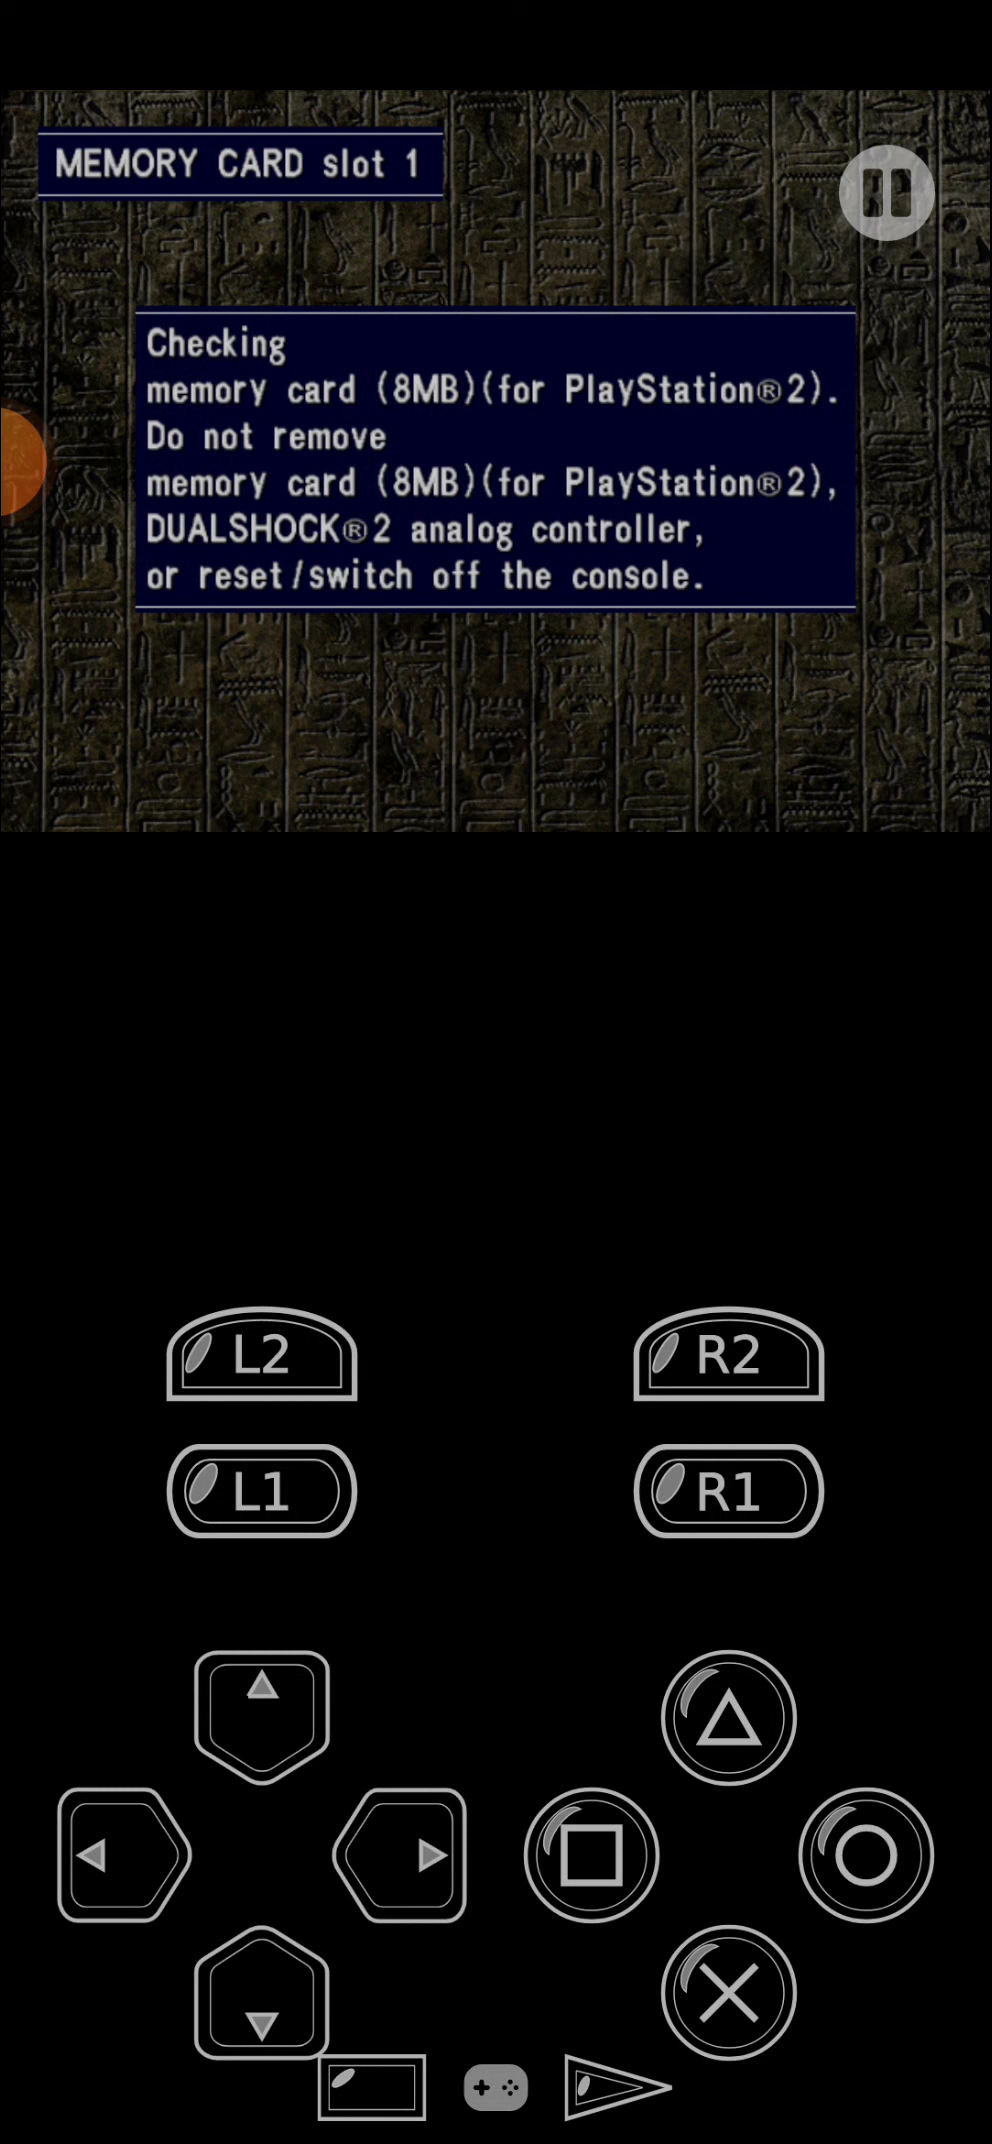 MEMORY CARD slot 1
Checking
memory card (8MB)(for PlayStation®2).
Do not remove
memory card (8MB)(for PlayStation®2),
DUALSHOCK®2 analog controller,
or reset/switch off the console.
L2 R2
L1 R1